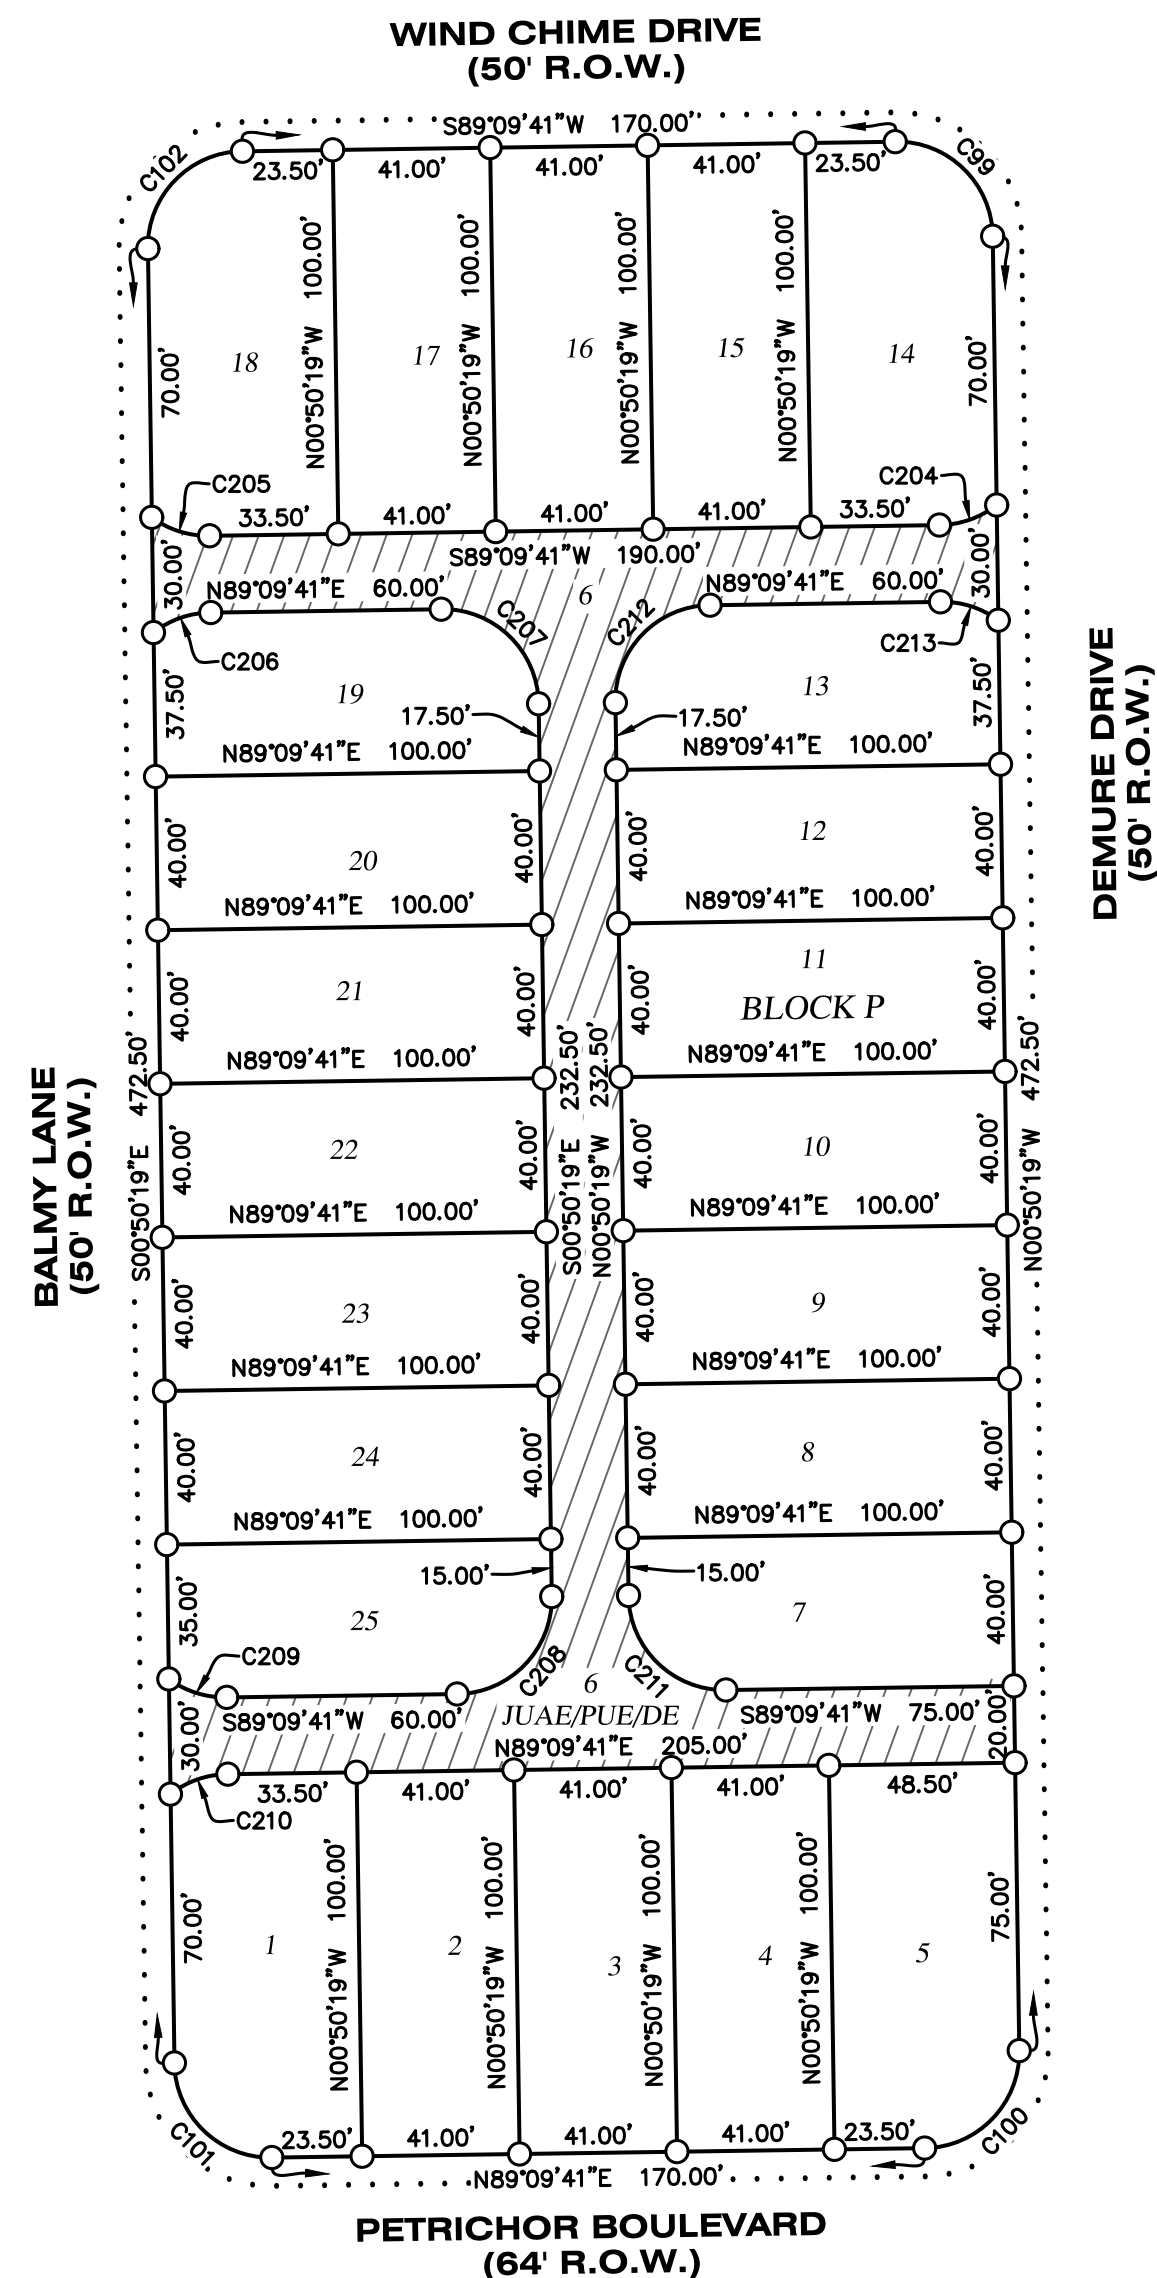 WIND CHIME DRIVE
(50' R.O.W.)
S89°09'41"W 170.00'
C102
C99
23.50' 41.00' 41.00' 41.00' 23.50'
N00°50'19"W 100.00'
N00°50'19"W 100.00'
N00°50'19"W 100.00'
N00°50'19"W 100.00'
70.00' 18 17 16 15 14 70.00'
C205 C204
33.50' 41.00' 41.00' 41.00' 33.50'
S89°09'41"W 190.00'
30.00' 30.00'
N89°09'41"E 60.00' 6 N89°09'41"E 60.00'
C207 C212
C206 C213
37.50' 19 13 37.50'
17.50' 17.50'
N89°09'41"E 100.00' N89°09'41"E 100.00'
DEMURE DRIVE
(50' R.O.W.)
40.00' 20 40.00' 40.00' 12 40.00'
N89°09'41"E 100.00' N89°09'41"E 100.00'
40.00' 21 40.00' 40.00' 11 40.00'
BLOCK P
N89°09'41"E 100.00' N89°09'41"E 100.00'
BALMY LANE
(50' R.O.W.)
S00°50'19"E 472.50'
S00°50'19"E 232.50'
N00°50'19"W 232.50'
N00°50'19"W 472.50'
40.00' 22 40.00' 40.00' 10 40.00'
N89°09'41"E 100.00' N89°09'41"E 100.00'
40.00' 23 40.00' 40.00' 9 40.00'
N89°09'41"E 100.00' N89°09'41"E 100.00'
40.00' 24 40.00' 40.00' 8 40.00'
N89°09'41"E 100.00' N89°09'41"E 100.00'
15.00' 15.00'
35.00' 25 7 40.00'
C209 C208 C211
6
JUAE/PUE/DE
S89°09'41"W 60.00' S89°09'41"W 75.00'
30.00' 20.00'
N89°09'41"E 205.00'
33.50' 41.00' 41.00' 41.00' 48.50'
C210
N00°50'19"W 100.00'
N00°50'19"W 100.00'
N00°50'19"W 100.00'
N00°50'19"W 100.00'
70.00' 1 2 3 4 5 75.00'
C101 C100
23.50' 41.00' 41.00' 41.00' 23.50'
N89°09'41"E 170.00'
PETRICHOR BOULEVARD
(64' R.O.W.)